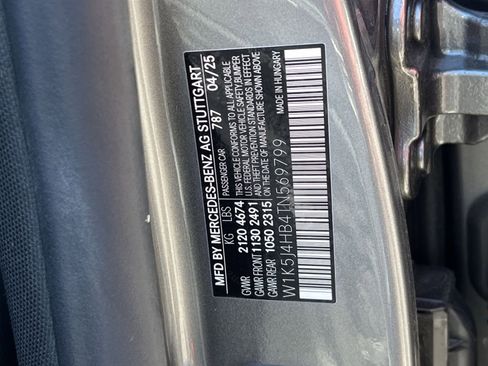 MFD BY MERCEDES-BENZ AG STUTTGART
PASSENGER CAR 787 04/25
KG LBS
GVWR 2120 4674
GAWR FRONT 1130 2491
GAWR REAR 1050 2315
THIS VEHICLE CONFORMS TO ALL APPLICABLE
U.S. FEDERAL MOTOR VEHICLE SAFETY, BUMPER
AND THEFT PREVENTION STANDARDS IN EFFECT
ON THE DATE OF MANUFACTURE SHOWN ABOVE
MADE IN HUNGARY
W1K5J4HB4TN569799